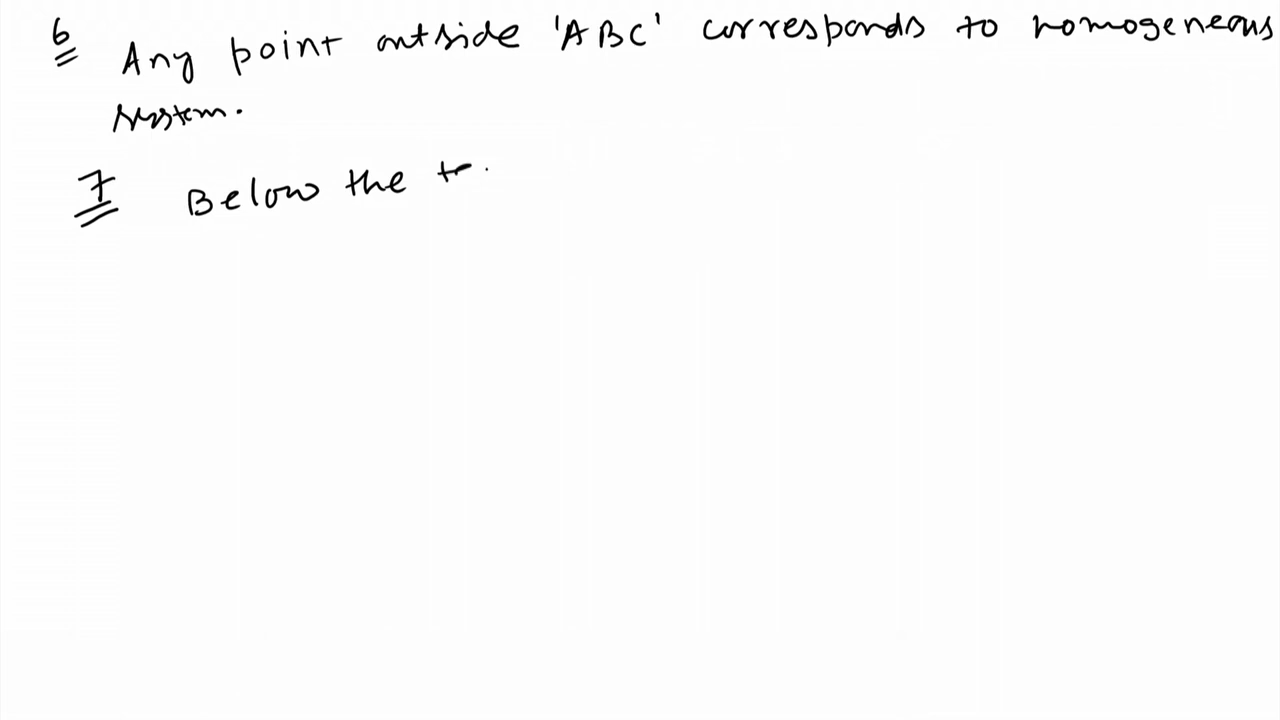 6 Any point outside 'ABC' corresponds to homogeneous
system.
7 Below the